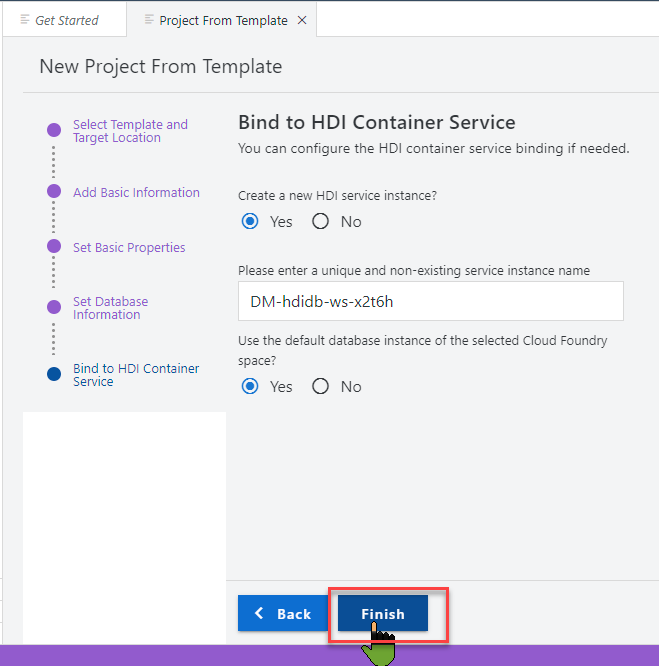 Get Started
Project From Template
New Project From Template
Select Template and
Target Location
Add Basic Information
Set Basic Properties
Set Database
Information
Bind to HDI Container
Service
Bind to HDI Container Service
You can configure the HDI container service binding if needed.
Create a new HDI service instance?
Yes No
Please enter a unique and non-existing service instance name
DM-hdidb-ws-x2t6h
Use the default database instance of the selected Cloud Foundry
space?
Yes No
Back Finish